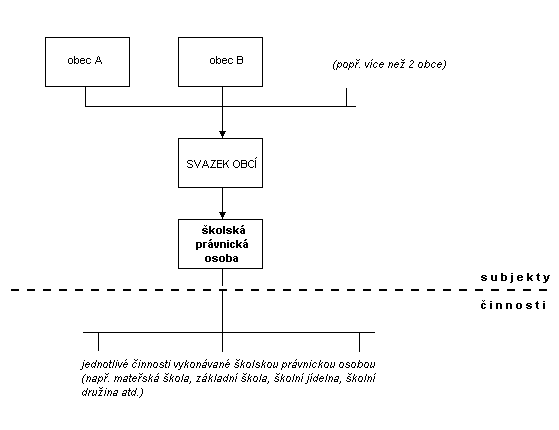 obec A
obec B
(popř. více než 2 obce)
SVAZEK OBCÍ
školská
právnická
osoba
subjekty
činnosti
jednotlivé činnosti vykonávané školskou právnickou osobou
(např. mateřská škola, základní škola, školní jídelna, školní
družina atd.)